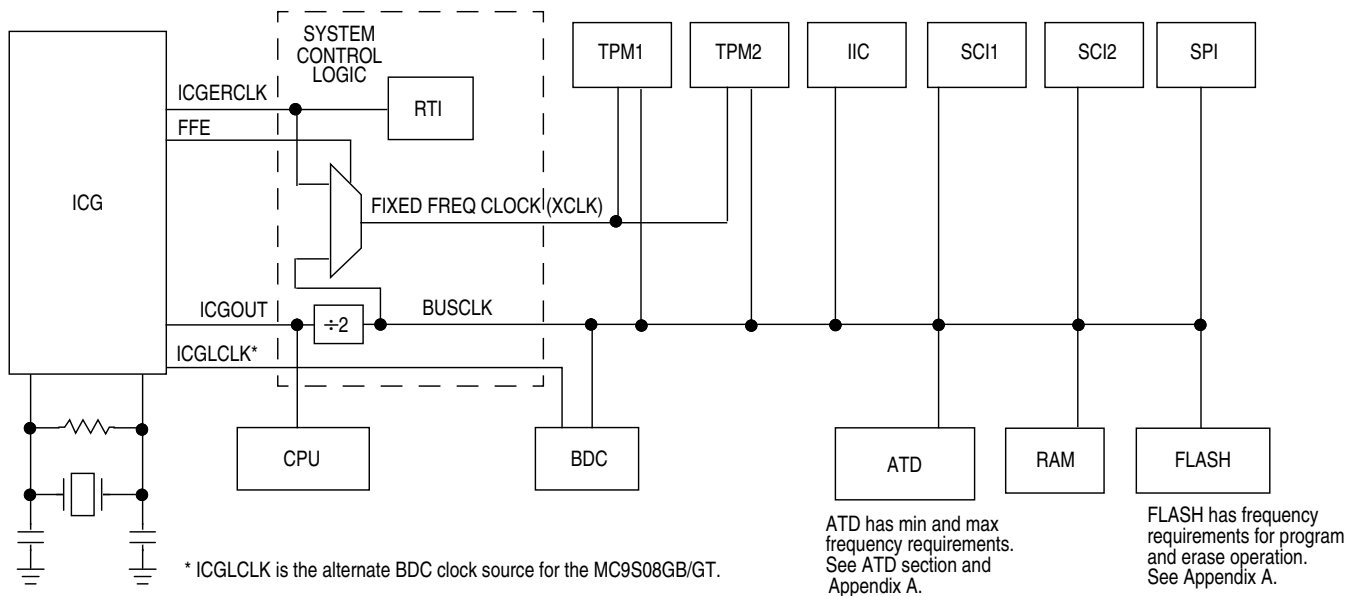 SYSTEM
CONTROL
LOGIC
TPM1
TPM2
IIC
SCI1
SCI2
SPI
ICGERCLK
RTI
FFE
ICG
FIXED FREQ CLOCK (XCLK)
ICGOUT
÷2
BUSCLK
ICGLCLK*
CPU
BDC
ATD
RAM
FLASH
ATD has min and max
frequency requirements.
See ATD section and
Appendix A.
FLASH has frequency
requirements for program
and erase operation.
See Appendix A.
* ICGLCLK is the alternate BDC clock source for the MC9S08GB/GT.